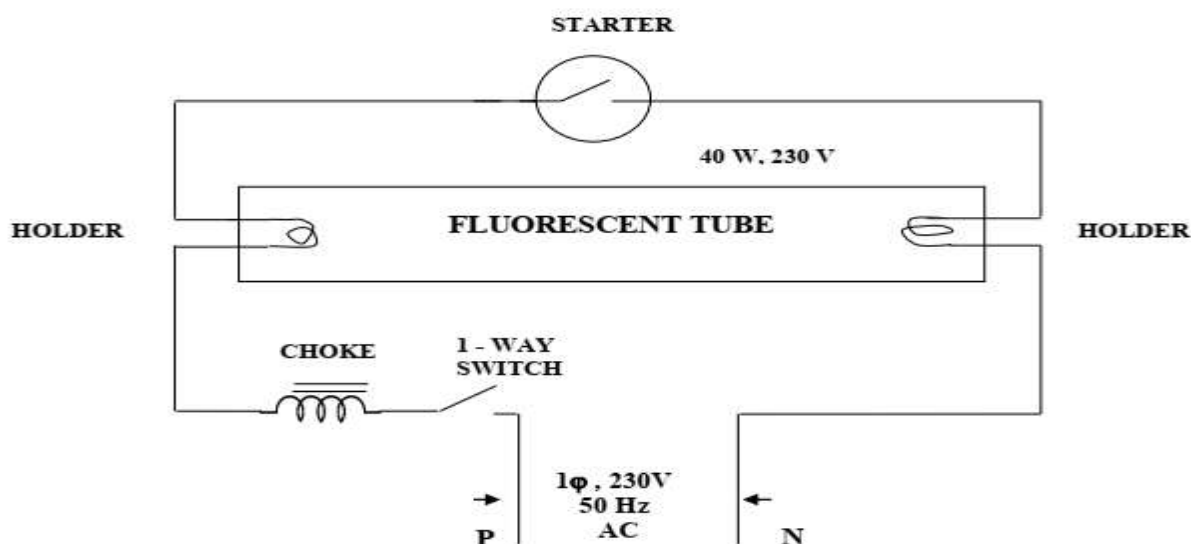 STARTER
40 W, 230 V
HOLDER
FLUORESCENT TUBE
HOLDER
CHOKE
1 - WAY
SWITCH
1φ , 230V
50 Hz
AC
P
N